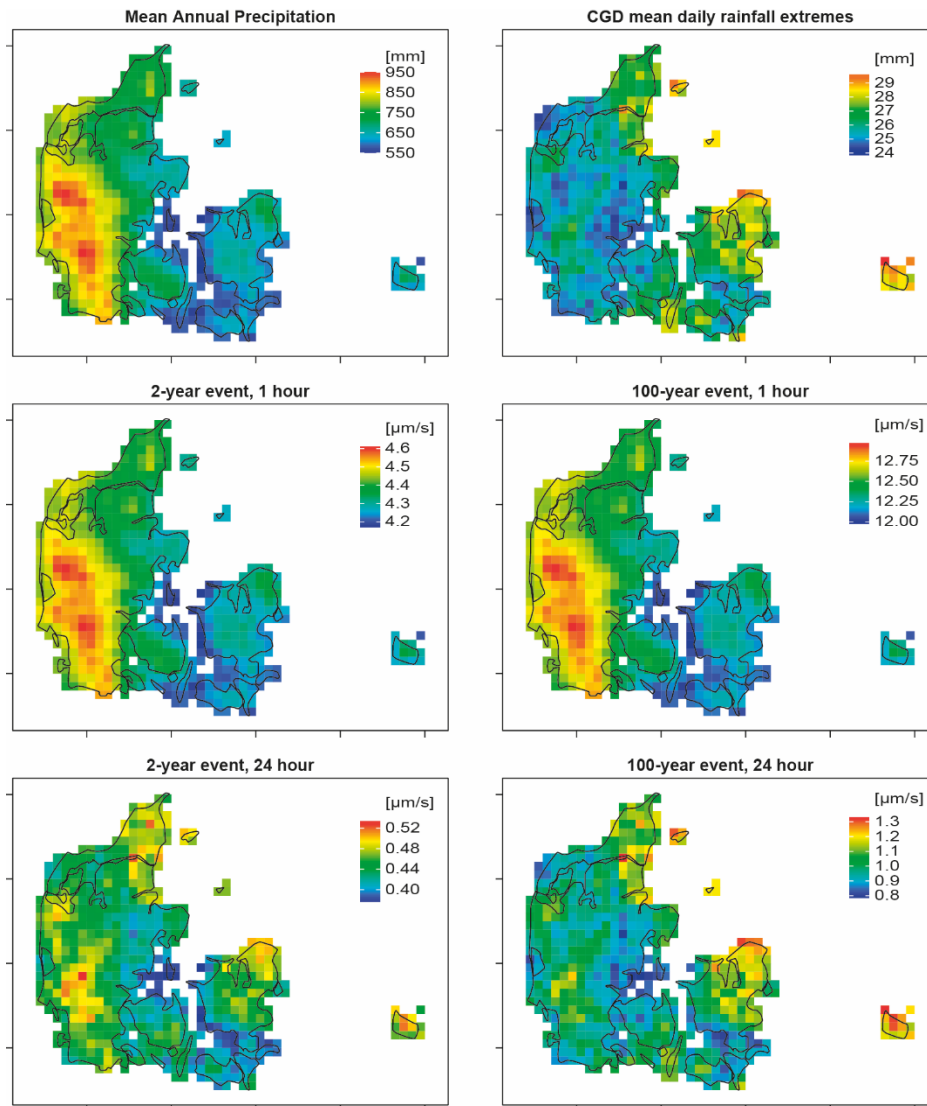 Mean Annual Precipitation
[mm]
950
850
750
650
550
CGD mean daily rainfall extremes
[mm]
29
28
27
26
24
2-year event, 1 hour
[µm/s]
4.6
4.5
4.4
4.3
4.2
100-year event, 1 hour
[µm/s]
12.75
12.50
12.25
12.00
2-year event, 24 hour
[µm/s]
0.52
0.48
0.44
0.40
100-year event, 24 hour
[µm/s]
1.3
1.2
1.1
1.0
0.9
0.8